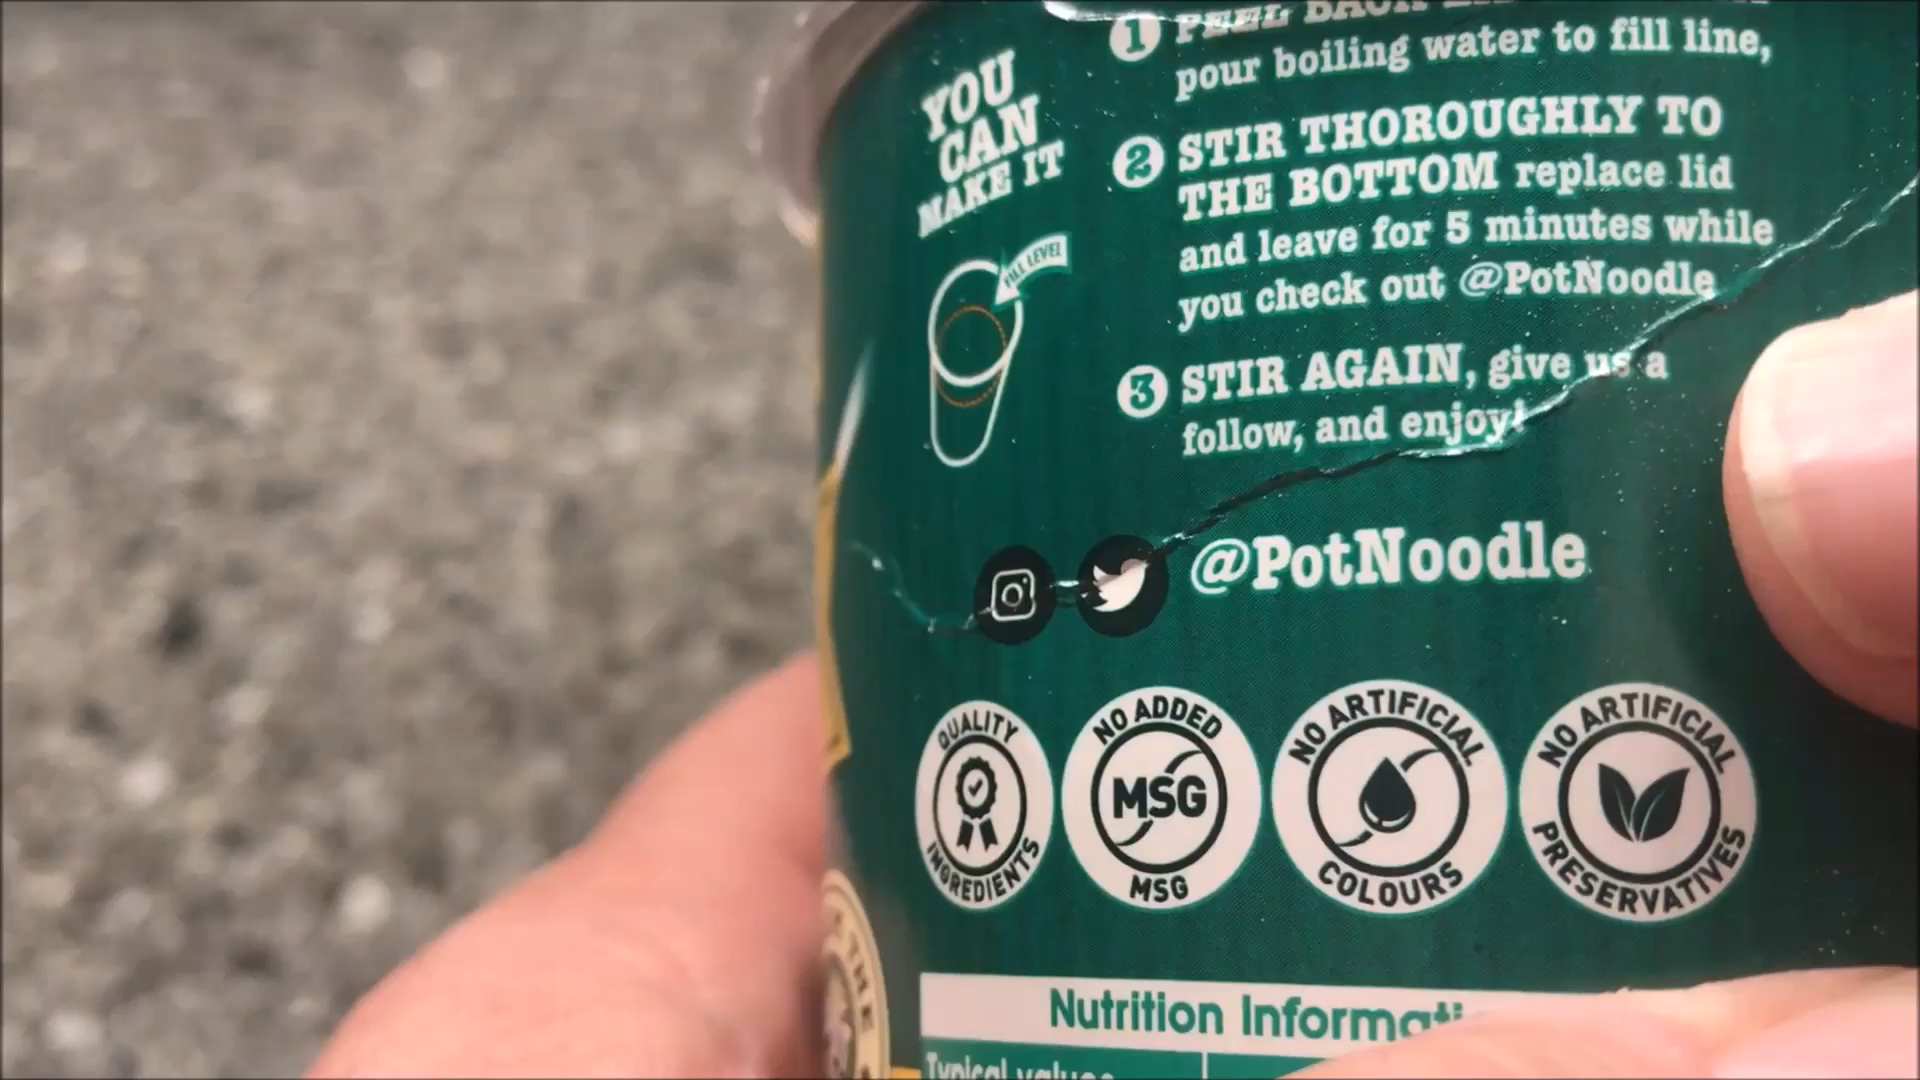 YOU
CAN
MAKE IT
FILL LEVEL
1 PEEL BACK
pour boiling water to fill line,
2 STIR THOROUGHLY TO
THE BOTTOM replace lid
and leave for 5 minutes while
you check out @PotNoodle
3 STIR AGAIN, give us a
follow, and enjoy!
@PotNoodle
QUALITY
INGREDIENTS
NO ADDED
MSG
MSG
NO ARTIFICIAL
COLOURS
NO ARTIFICIAL
PRESERVATIVES
Nutrition Informati
Typical values
THE